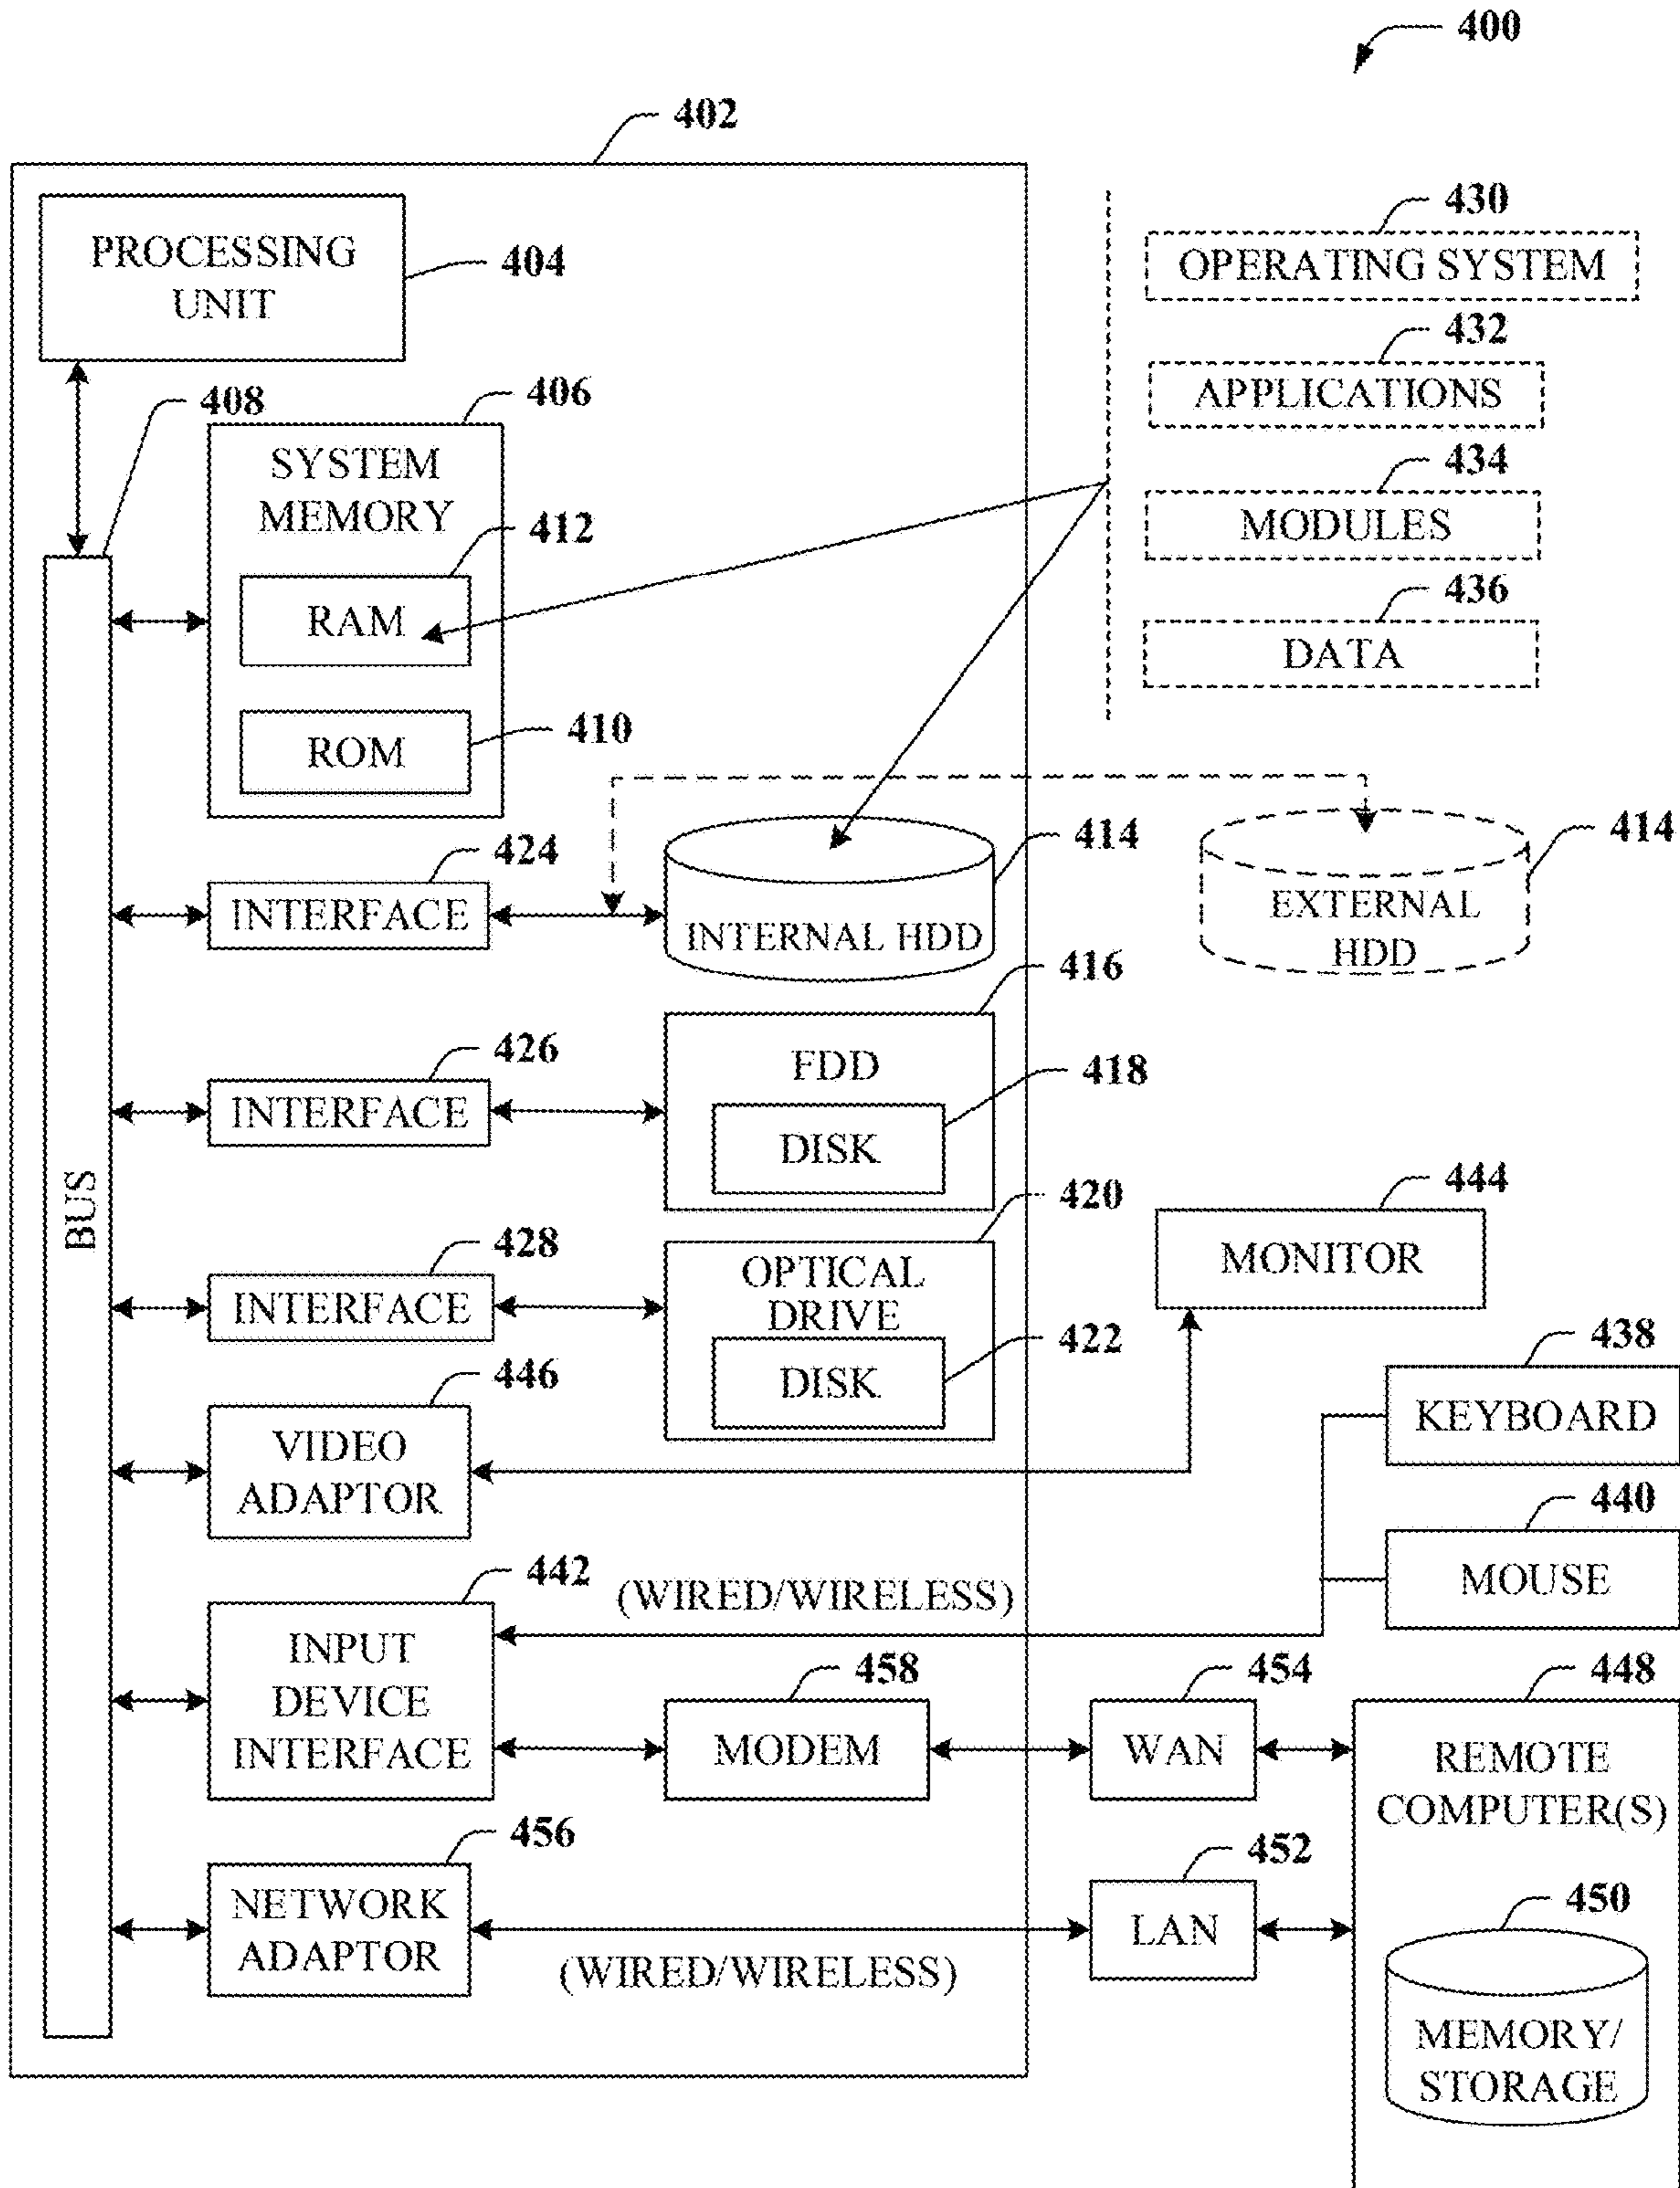 400
402
PROCESSING
UNIT
404
430
OPERATING SYSTEM
432
APPLICATIONS
434
MODULES
436
DATA
408
406
SYSTEM
MEMORY
412
RAM
410
ROM
BUS
424
INTERFACE
414
INTERNAL HDD
414
EXTERNAL
HDD
426
INTERFACE
416
FDD
418
DISK
428
INTERFACE
420
OPTICAL
DRIVE
422
DISK
444
MONITOR
446
VIDEO
ADAPTOR
438
KEYBOARD
440
MOUSE
442
INPUT
DEVICE
INTERFACE
(WIRED/WIRELESS)
458
MODEM
454
WAN
448
REMOTE
COMPUTER(S)
456
NETWORK
ADAPTOR
(WIRED/WIRELESS)
452
LAN
450
MEMORY/
STORAGE